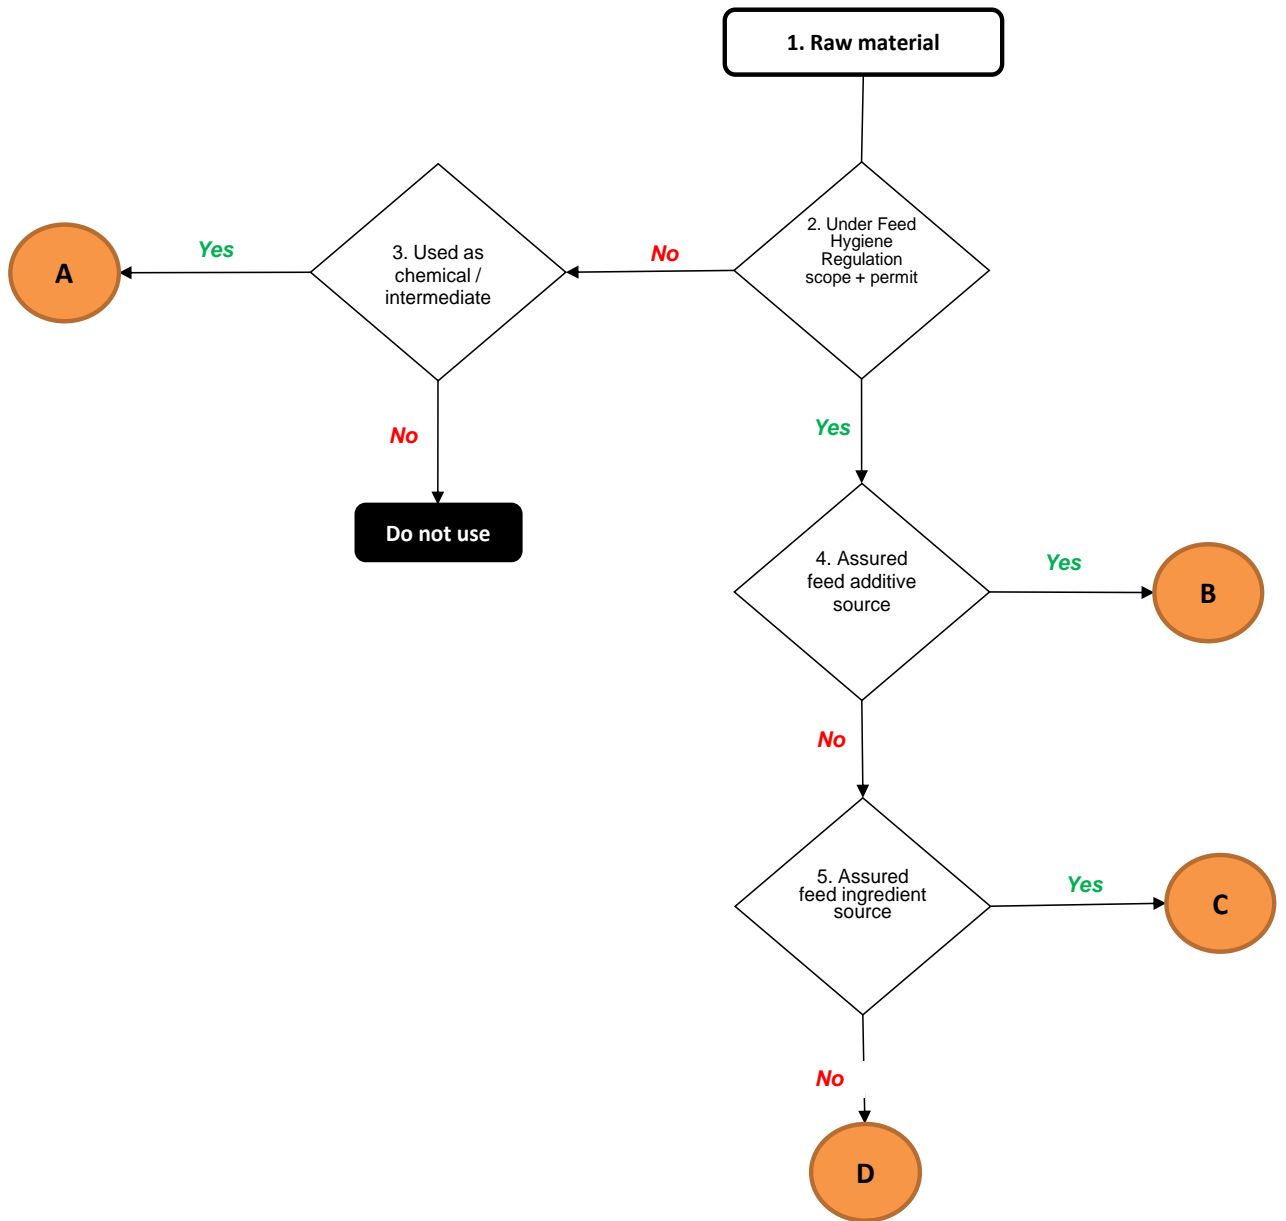 1. Raw material
2. Under Feed
Hygiene
Regulation
scope + permit
No
3. Used as
chemical /
intermediate
Yes
A
No
Do not use
Yes
4. Assured
feed additive
source
Yes
B
No
5. Assured
feed ingredient
source
Yes
C
No
D